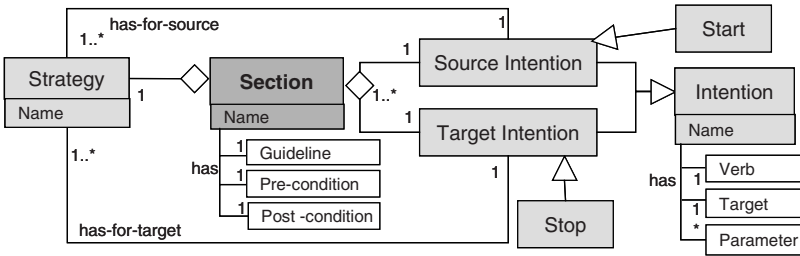 has-for-source
1..*
1
Start
Strategy
Name
1
Section
Name
1..*
1
Source Intention
1
Target Intention
1
Intention
Name
1..*
has
1
Guideline
1
Pre-condition
1
Post -condition
has-for-target
Stop
has
1
Verb
1
Target
*
Parameter